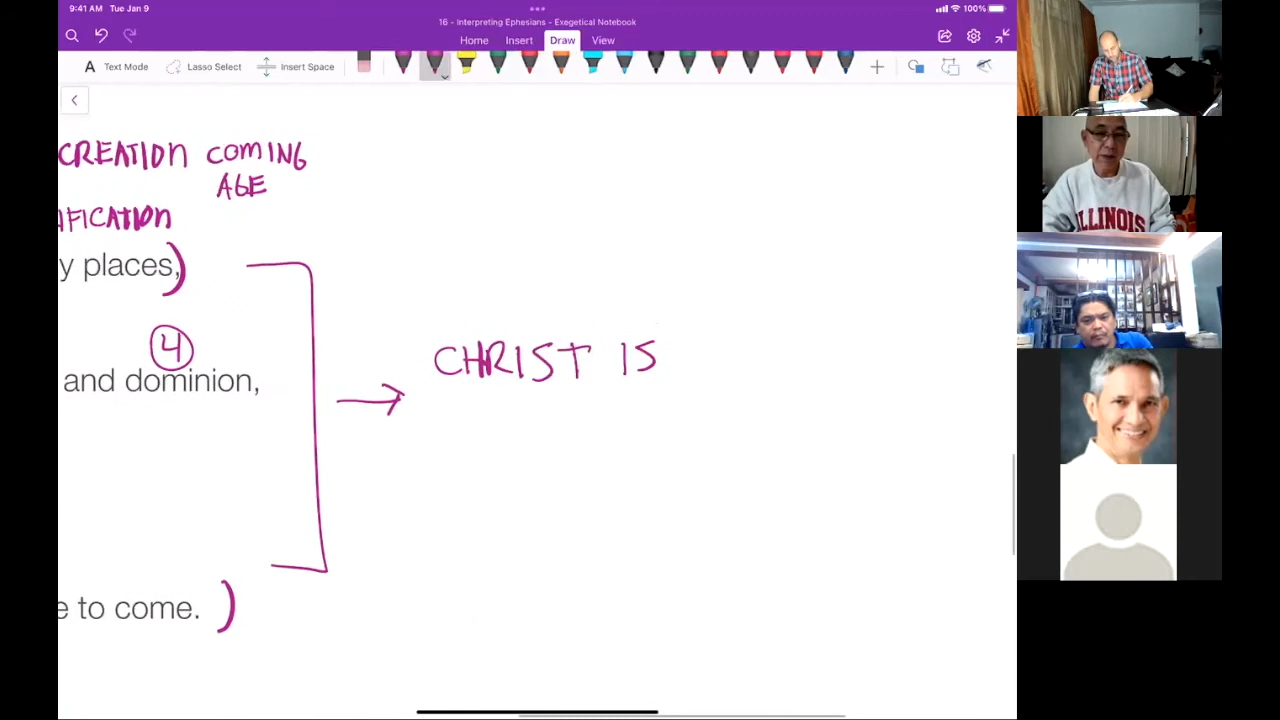 9:41 AM Tue Jan 9
100%
16 - Interpreting Ephesians - Exegetical Notebook
Home Insert Draw View
A Text Mode Lasso Select Insert Space
CREATION COMING
AGE
IFICATION
y places,)
4
and dominion,
CHRIST IS
e to come. )
ILLINOIS